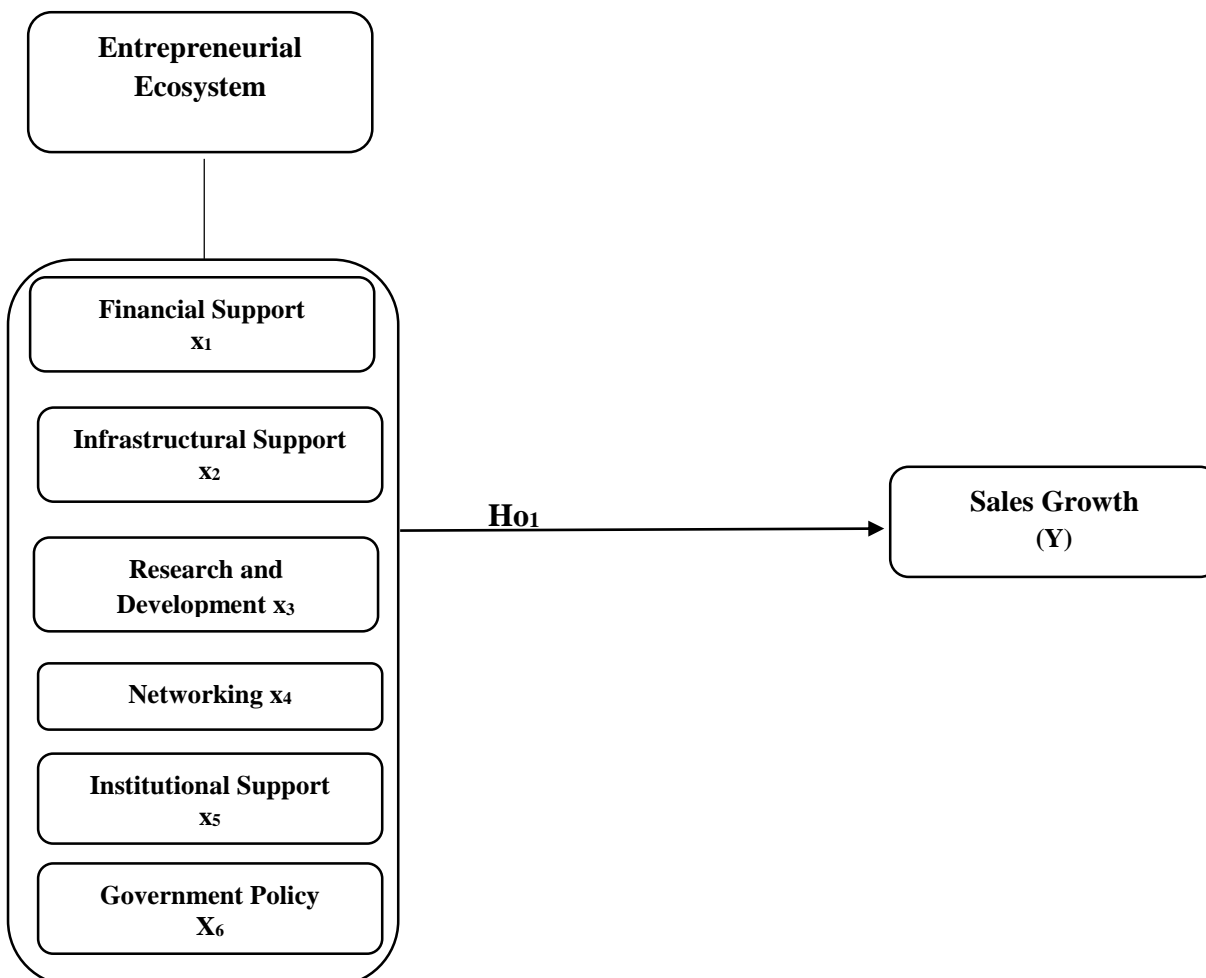 Entrepreneurial
Ecosystem
Financial Support
x₁
Infrastructural Support
x₂
Research and
Development x₃
Networking x₄
Institutional Support
x₅
Government Policy
X₆
Ho₁
Sales Growth
(Y)